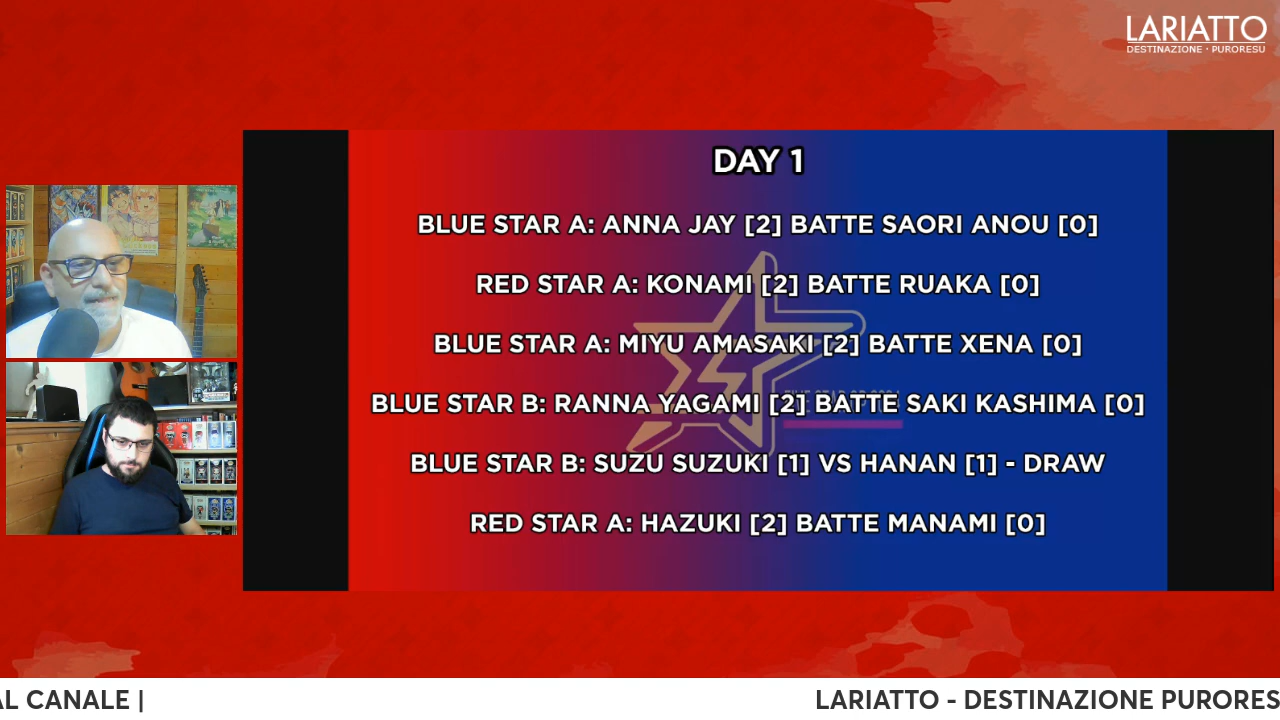 LARIATTO
DESTINAZIONE • PURORESU
DAY 1
BLUE STAR A: ANNA JAY [2] BATTE SAORI ANOU [0]
RED STAR A: KONAMI [2] BATTE RUAKA [0]
BLUE STAR A: MIYU AMASAKI [2] BATTE XENA [0]
BLUE STAR B: RANNA YAGAMI [2] BATTE SAKI KASHIMA [0]
BLUE STAR B: SUZU SUZUKI [1] VS HANAN [1] - DRAW
RED STAR A: HAZUKI [2] BATTE MANAMI [0]
AL CANALE | LARIATTO - DESTINAZIONE PURORES